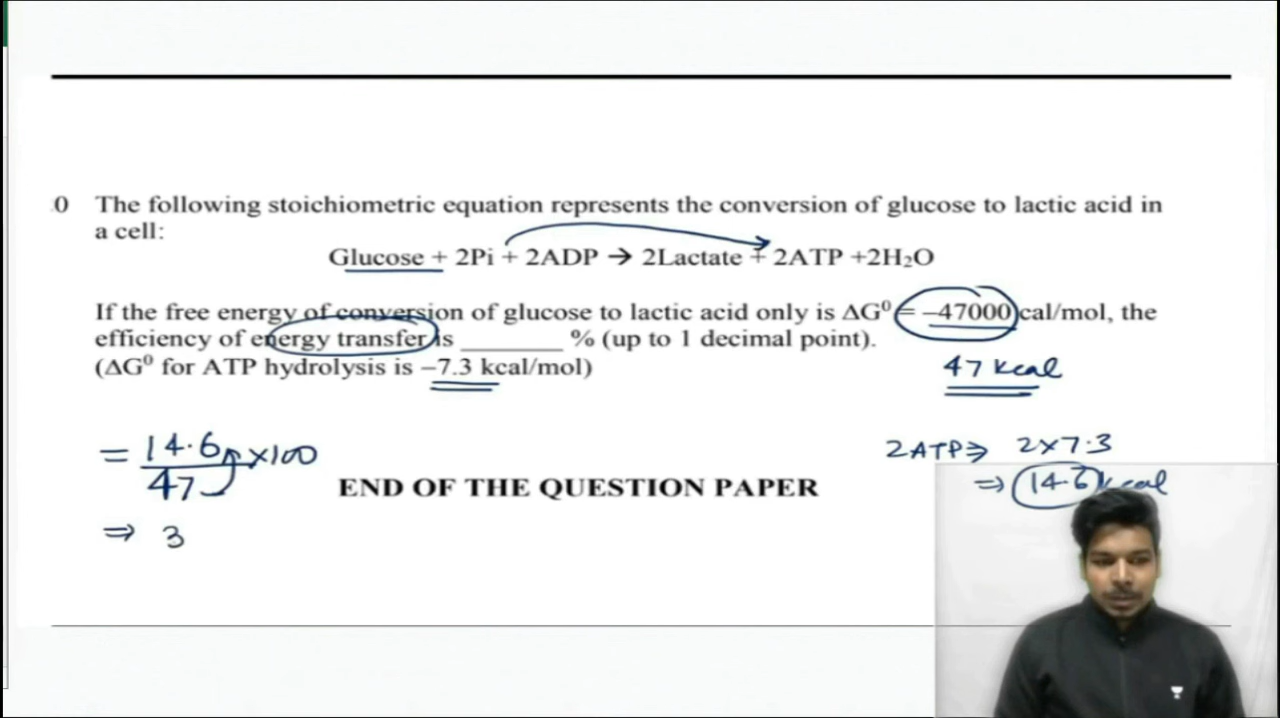 0 The following stoichiometric equation represents the conversion of glucose to lactic acid in
a cell:
Glucose + 2Pi + 2ADP → 2Lactate + 2ATP +2H₂O
If the free energy of conversion of glucose to lactic acid only is ΔG⁰ = –47000 cal/mol, the
efficiency of energy transfer is ________ % (up to 1 decimal point).
(ΔG⁰ for ATP hydrolysis is –7.3 kcal/mol)
47 kcal
= 14.6/47 ×100
2ATP ⇒ 2×7.3
⇒ 14.6 kcal
END OF THE QUESTION PAPER
⇒ 3